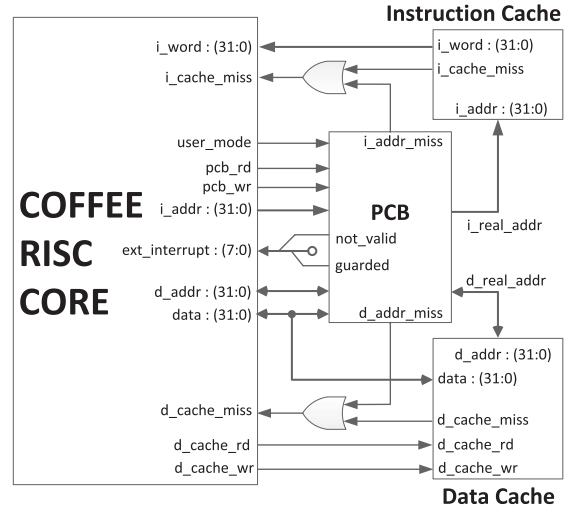 Instruction Cache
i_word : (31:0)
i_cache_miss
i_addr : (31:0)
i_word : (31:0)
i_cache_miss
user_mode
pcb_rd
pcb_wr
i_addr : (31:0)
ext_interrupt : (7:0)
d_addr : (31:0)
data : (31:0)
d_cache_miss
d_cache_rd
d_cache_wr
COFFEE
RISC
CORE
i_addr_miss
PCB
not_valid
guarded
d_addr_miss
i_real_addr
d_real_addr
d_addr : (31:0)
data : (31:0)
d_cache_miss
d_cache_rd
d_cache_wr
Data Cache